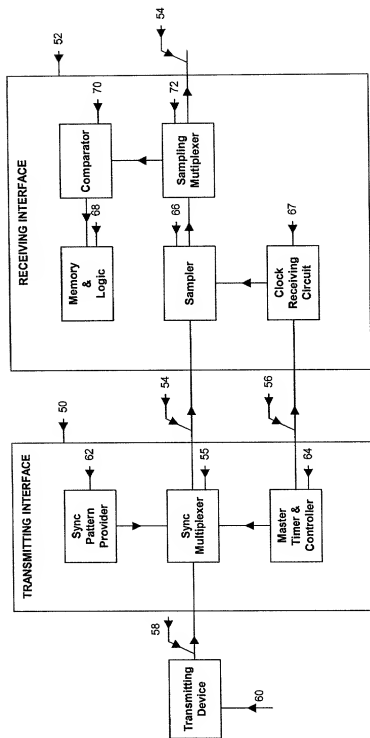 TRANSMITTING INTERFACE
50
Transmitting
Device
60
58
Sync
Pattern
Provider
62
Sync
Multiplexer
55
Master
Timer &
Controller
64
54
56
RECEIVING INTERFACE
52
Memory
&
Logic
68
Comparator
70
Sampler
66
Sampling
Mutiplexer
72
Clock
Receiving
Circuit
67
54